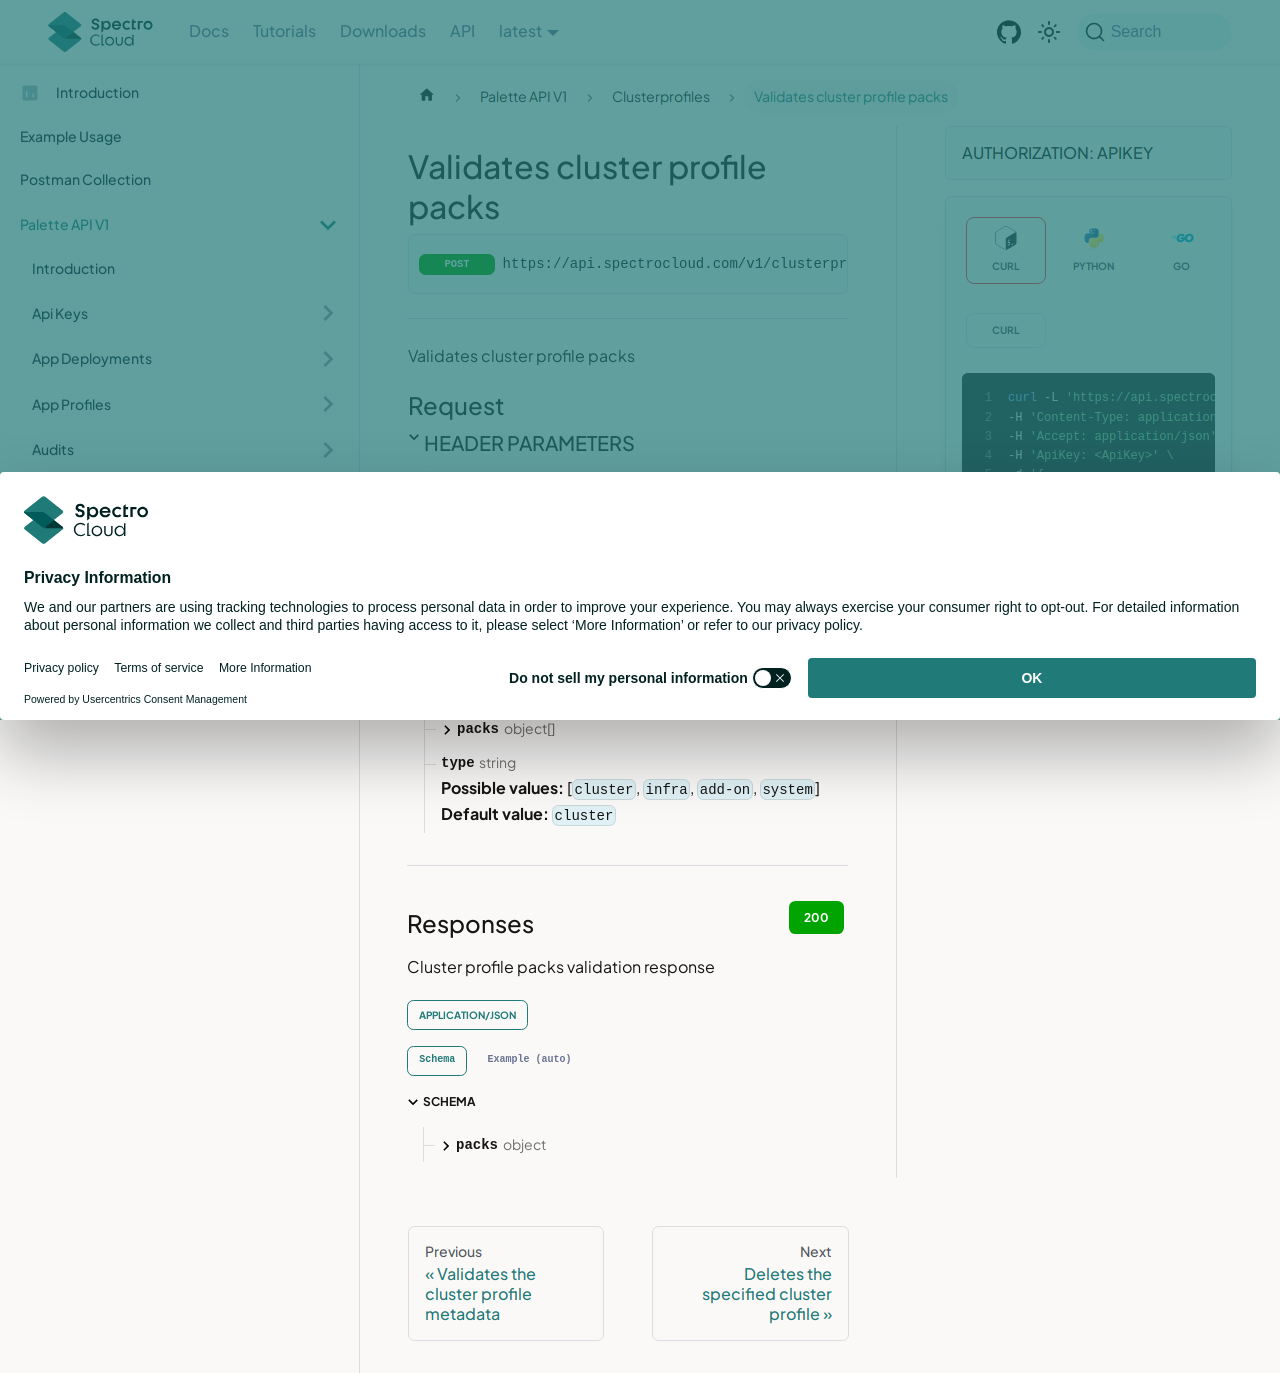 Spectro Cloud
Docs
Tutorials
Downloads
API
latest
Search
Introduction
Example Usage
Postman Collection
Palette API V1
Introduction
Api Keys
App Deployments
App Profiles
Audits
Palette API V1
Clusterprofiles
Validates cluster profile packs
Validates cluster profile
packs
POST https://api.spectrocloud.com/v1/clusterpr
Validates cluster profile packs
Request
HEADER PARAMETERS
AUTHORIZATION: APIKEY
CURL
PYTHON
GO
CURL
1 curl -L 'https://api.spectroc
2 -H 'Content-Type: application
3 -H 'Accept: application/json'
4 -H 'ApiKey: <ApiKey>' \
Spectro Cloud
Privacy Information
We and our partners are using tracking technologies to process personal data in order to improve your experience. You may always exercise your consumer right to opt-out. For detailed information
about personal information we collect and third parties having access to it, please select ‘More Information’ or refer to our privacy policy.
Privacy policy
Terms of service
More Information
Do not sell my personal information
OK
Powered by Usercentrics Consent Management
packs object[]
type string
Possible values: [cluster, infra, add-on, system]
Default value: cluster
Responses
200
Cluster profile packs validation response
APPLICATION/JSON
Schema
Example (auto)
SCHEMA
packs object
Previous
« Validates the
cluster profile
metadata
Next
Deletes the
specified cluster
profile »